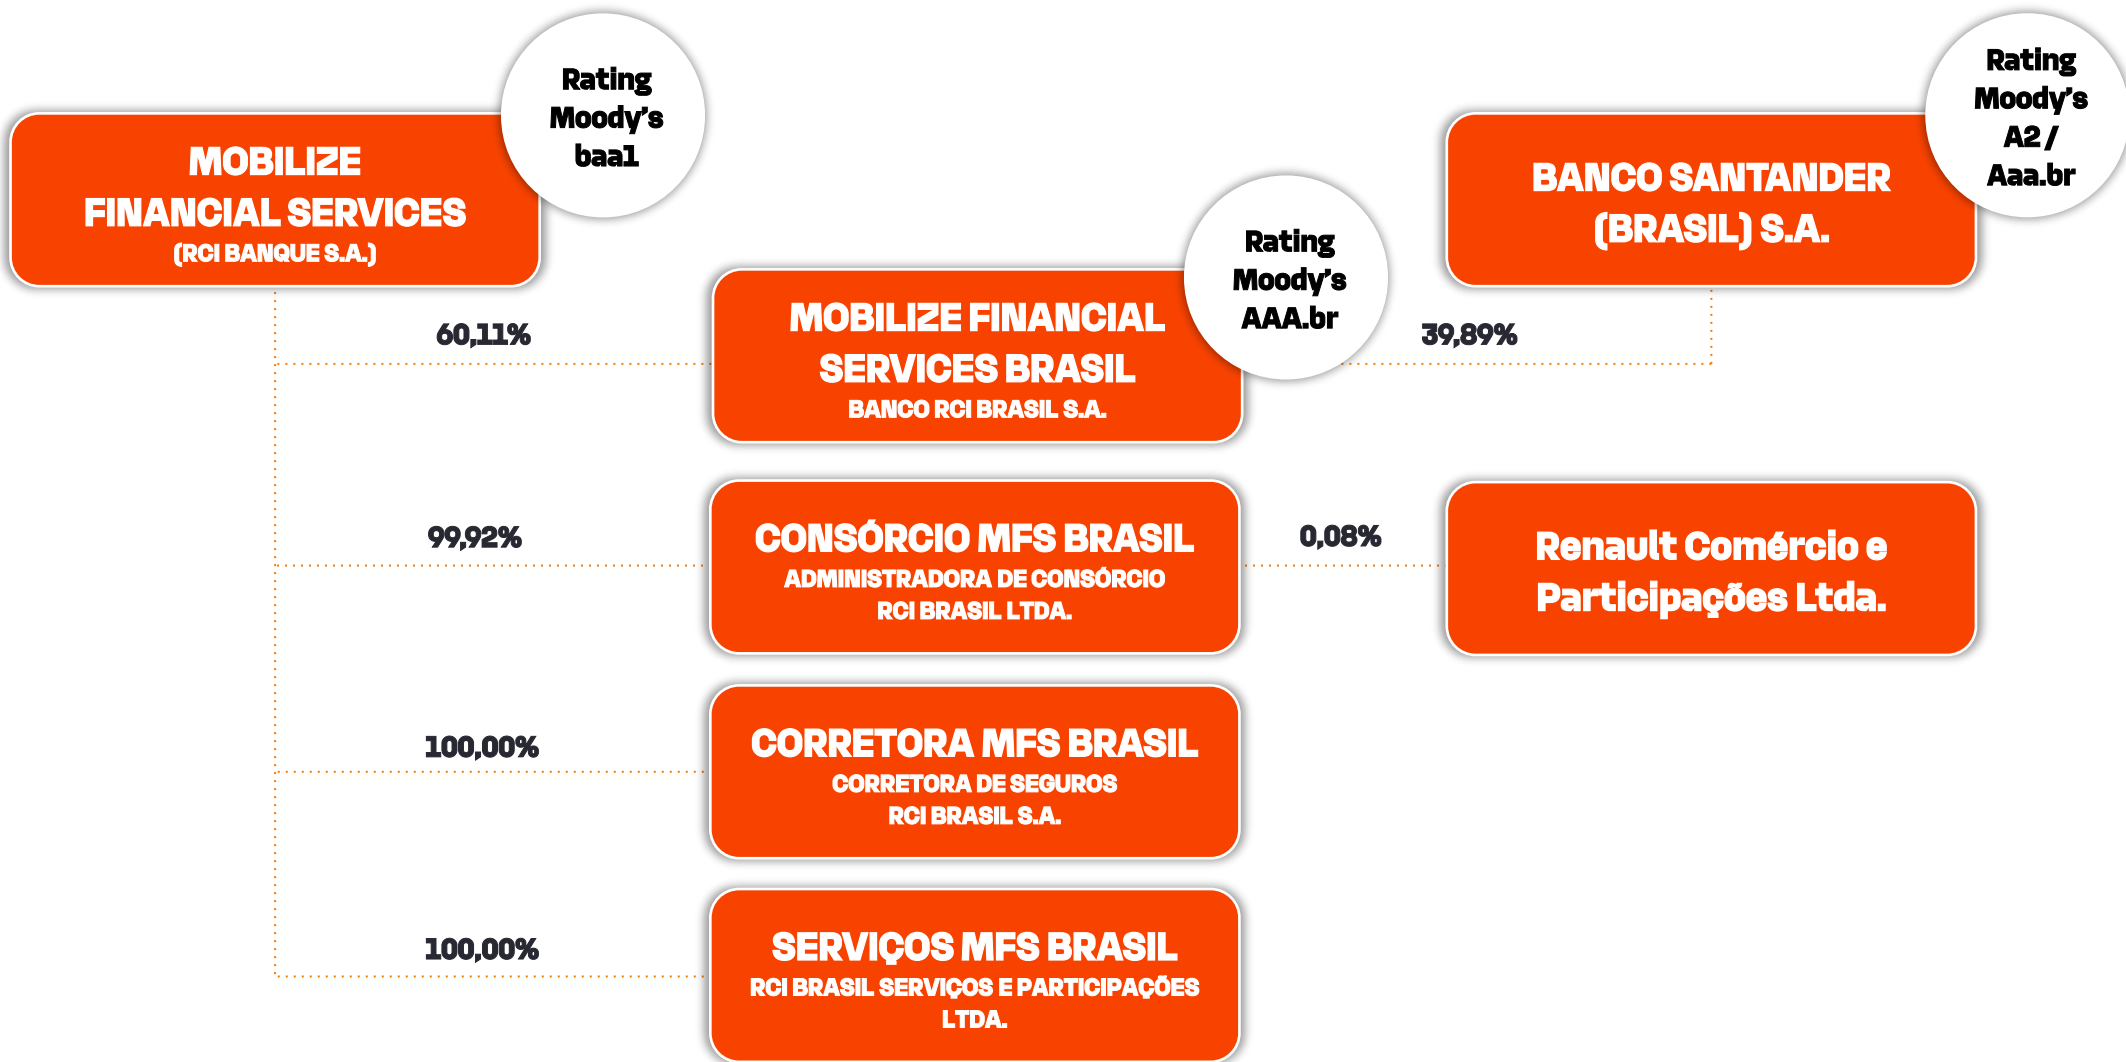 Rating
Moody's
baa1
MOBILIZE
FINANCIAL SERVICES
(RCI BANQUE S.A.)
Rating
Moody's
A2 /
Aaa.br
BANCO SANTANDER
(BRASIL) S.A.
Rating
Moody's
AAA.br
60,11%
MOBILIZE FINANCIAL
SERVICES BRASIL
BANCO RCI BRASIL S.A.
39,89%
99,92%
CONSÓRCIO MFS BRASIL
ADMINISTRADORA DE CONSÓRCIO
RCI BRASIL LTDA.
0,08%
Renault Comércio e
Participações Ltda.
100,00%
CORRETORA MFS BRASIL
CORRETORA DE SEGUROS
RCI BRASIL S.A.
100,00%
SERVIÇOS MFS BRASIL
RCI BRASIL SERVIÇOS E PARTICIPAÇÕES
LTDA.